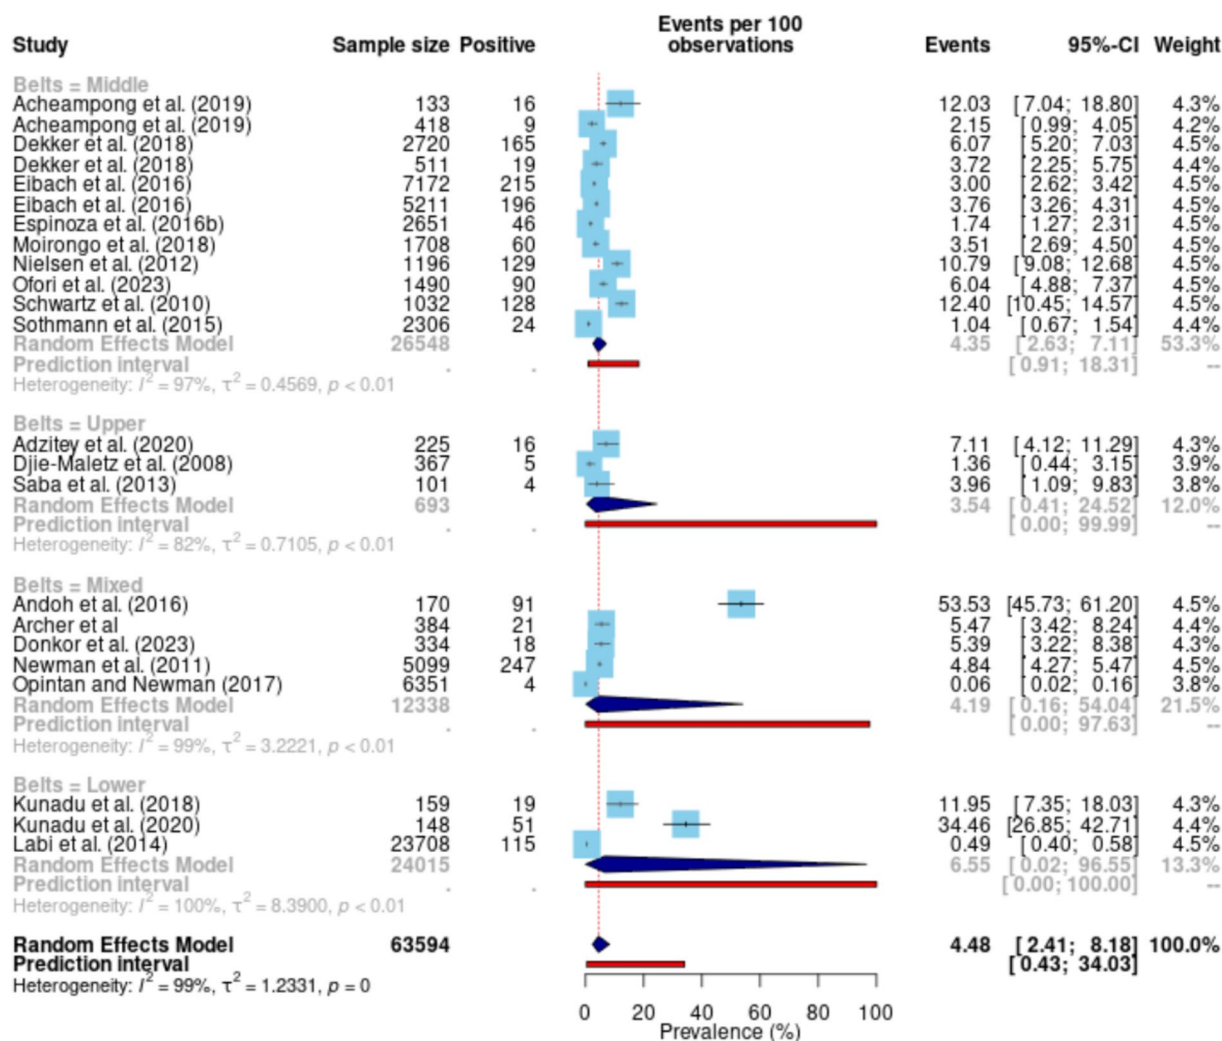 Study Sample size Positive Events per 100 observations Events 95%-CI Weight
Belts = Middle
Acheampong et al. (2019) 133 16 12.03 [7.04; 18.80] 4.3%
Acheampong et al. (2019) 418 9 2.15 [0.99; 4.05] 4.2%
Dekker et al. (2018) 2720 165 6.07 [5.20; 7.03] 4.5%
Dekker et al. (2018) 511 19 3.72 [2.25; 5.75] 4.4%
Eibach et al. (2016) 7172 215 3.00 [2.62; 3.42] 4.5%
Eibach et al. (2016) 5211 196 3.76 [3.26; 4.31] 4.5%
Espinoza et al. (2016b) 2651 46 1.74 [1.27; 2.31] 4.5%
Moirongo et al. (2018) 1708 60 3.51 [2.69; 4.50] 4.5%
Nielsen et al. (2012) 1196 129 10.79 [9.08; 12.68] 4.5%
Ofori et al. (2023) 1490 90 6.04 [4.88; 7.37] 4.5%
Schwartz et al. (2010) 1032 128 12.40 [10.45; 14.57] 4.5%
Sothmann et al. (2015) 2306 24 1.04 [0.67; 1.54] 4.4%
Random Effects Model 26548 4.35 [2.63; 7.11] 53.3%
Prediction interval . . [0.91; 18.31] --
Heterogeneity: I² = 97%, τ² = 0.4569, p < 0.01
Belts = Upper
Adzitey et al. (2020) 225 16 7.11 [4.12; 11.29] 4.3%
Djie-Maletz et al. (2008) 367 5 1.36 [0.44; 3.15] 3.9%
Saba et al. (2013) 101 4 3.96 [1.09; 9.83] 3.8%
Random Effects Model 693 3.54 [0.41; 24.52] 12.0%
Prediction interval . . [0.00; 99.99] --
Heterogeneity: I² = 82%, τ² = 0.7105, p < 0.01
Belts = Mixed
Andoh et al. (2016) 170 91 53.53 [45.73; 61.20] 4.5%
Archer et al 384 21 5.47 [3.42; 8.24] 4.4%
Donkor et al. (2023) 334 18 5.39 [3.22; 8.38] 4.3%
Newman et al. (2011) 5099 247 4.84 [4.27; 5.47] 4.5%
Opintan and Newman (2017) 6351 4 0.06 [0.02; 0.16] 3.8%
Random Effects Model 12338 4.19 [0.16; 54.04] 21.5%
Prediction interval . . [0.00; 97.63] --
Heterogeneity: I² = 99%, τ² = 3.2221, p < 0.01
Belts = Lower
Kunadu et al. (2018) 159 19 11.95 [7.35; 18.03] 4.3%
Kunadu et al. (2020) 148 51 34.46 [26.85; 42.71] 4.4%
Labi et al. (2014) 23708 115 0.49 [0.40; 0.58] 4.5%
Random Effects Model 24015 6.55 [0.02; 96.55] 13.3%
Prediction interval . . [0.00; 100.00] --
Heterogeneity: I² = 100%, τ² = 8.3900, p < 0.01
Random Effects Model 63594 4.48 [2.41; 8.18] 100.0%
Prediction interval [0.43; 34.03]
Heterogeneity: I² = 99%, τ² = 1.2331, p = 0
0 20 40 60 80 100
Prevalence (%)